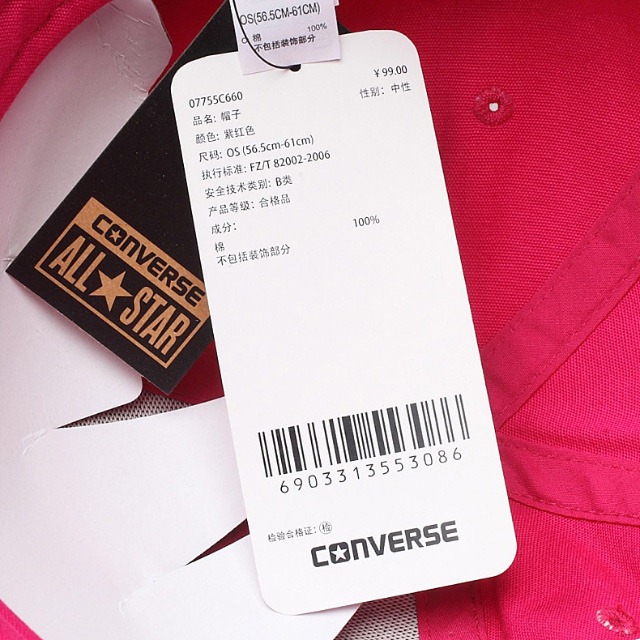 OS(56.5CM-61CM)
棉 100%
不包括装饰部分
07755C660 ￥99.00
品名: 帽子 性别: 中性
颜色: 紫红色
尺码: OS (56.5cm-61cm)
执行标准: FZ/T 82002-2006
安全技术类别: B类
产品等级: 合格品
成分:
棉 100%
不包括装饰部分
CONVERSE
ALL STAR
6903313553086
检验合格证: 检
CONVERSE